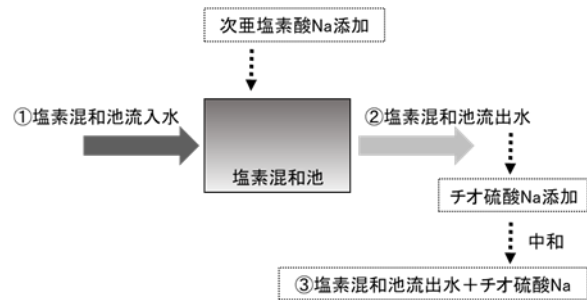 次亜塩素酸Na添加
①塩素混和池流入水
②塩素混和池流出水
塩素混和池
チオ硫酸Na添加
中和
③塩素混和池流出水＋チオ硫酸Na